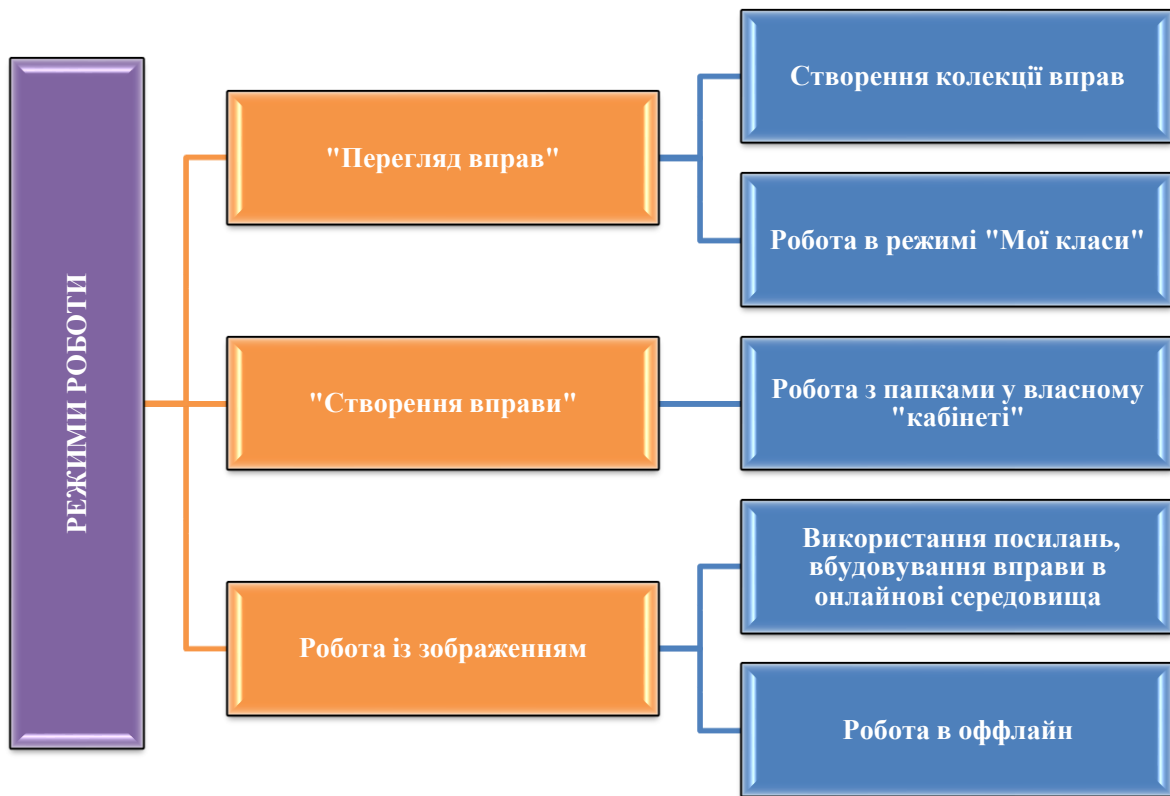 РЕЖИМИ РОБОТИ
"Перегляд вправ"
Створення колекції вправ
Робота в режимі "Мої класи"
"Створення вправи"
Робота з папками у власному
"кабінеті"
Робота із зображенням
Використання посилань,
вбудовування вправи в
онлайнові середовища
Робота в оффлайн